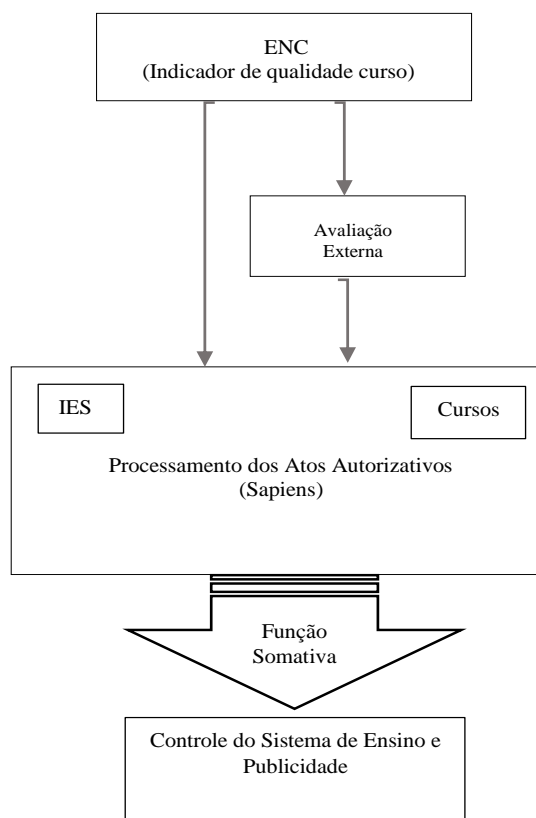 ENC
(Indicador de qualidade curso)
Avaliação
Externa
IES
Cursos
Processamento dos Atos Autorizativos
(Sapiens)
Função
Somativa
Controle do Sistema de Ensino e
Publicidade